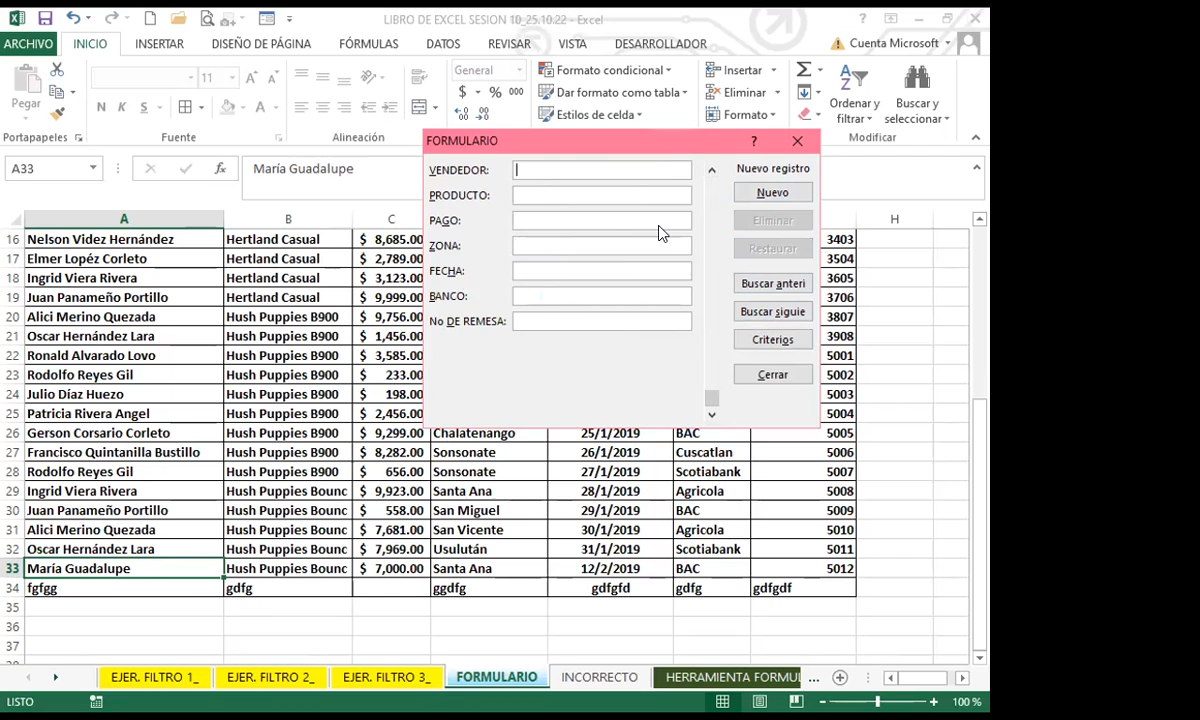 LIBRO DE EXCEL SESION 10_25.10.22 - Excel
ARCHIVO INICIO INSERTAR DISEÑO DE PÁGINA FÓRMULAS DATOS REVISAR VISTA DESARROLLADOR Cuenta Microsoft
Pegar
11
N K S
General
$ % 000
Formato condicional
Dar formato como tabla
Estilos de celda
Insertar
Eliminar
Formato
Ordenar y filtrar
Buscar y seleccionar
Portapapeles Fuente Alineación Modificar
A33 María Guadalupe
FORMULARIO ?
VENDEDOR:
PRODUCTO:
PAGO:
ZONA:
FECHA:
BANCO:
No DE REMESA:
Nuevo registro
Nuevo
Eliminar
Restaurar
Buscar anteri
Buscar siguie
Criterios
Cerrar
A B C H
16 Nelson Videz Hernández Hertland Casual $ 8,685.00 3403
17 Elmer Lopéz Corleto Hertland Casual $ 2,789.00 3504
18 Ingrid Viera Rivera Hertland Casual $ 3,123.00 3605
19 Juan Panameño Portillo Hertland Casual $ 9,999.00 3706
20 Alici Merino Quezada Hush Puppies B900 $ 9,756.00 3807
21 Oscar Hernández Lara Hush Puppies B900 $ 1,456.00 3908
22 Ronald Alvarado Lovo Hush Puppies B900 $ 3,585.00 5001
23 Rodolfo Reyes Gil Hush Puppies B900 $ 233.00 5002
24 Julio Díaz Huezo Hush Puppies B900 $ 198.00 5003
25 Patricia Rivera Angel Hush Puppies B900 $ 2,456.00 5004
26 Gerson Corsario Corleto Hush Puppies B900 $ 9,299.00 Chalatenango 25/1/2019 BAC 5005
27 Francisco Quintanilla Bustillo Hush Puppies B900 $ 8,282.00 Sonsonate 26/1/2019 Cuscatlan 5006
28 Rodolfo Reyes Gil Hush Puppies B900 $ 656.00 Sonsonate 27/1/2019 Scotiabank 5007
29 Ingrid Viera Rivera Hush Puppies Bounc $ 9,923.00 Santa Ana 28/1/2019 Agricola 5008
30 Juan Panameño Portillo Hush Puppies Bounc $ 558.00 San Miguel 29/1/2019 BAC 5009
31 Alici Merino Quezada Hush Puppies Bounc $ 7,681.00 San Vicente 30/1/2019 Agricola 5010
32 Oscar Hernández Lara Hush Puppies Bounc $ 7,969.00 Usulután 31/1/2019 Scotiabank 5011
33 María Guadalupe Hush Puppies Bounc $ 7,000.00 Santa Ana 12/2/2019 BAC 5012
34 fgfgg gdfg ggdfg gdfgfd gdfg gdfgdf
35
36
37
EJER. FILTRO 1_ EJER. FILTRO 2_ EJER. FILTRO 3_ FORMULARIO INCORRECTO HERRAMIENTA FORMUL ...
LISTO 100 %